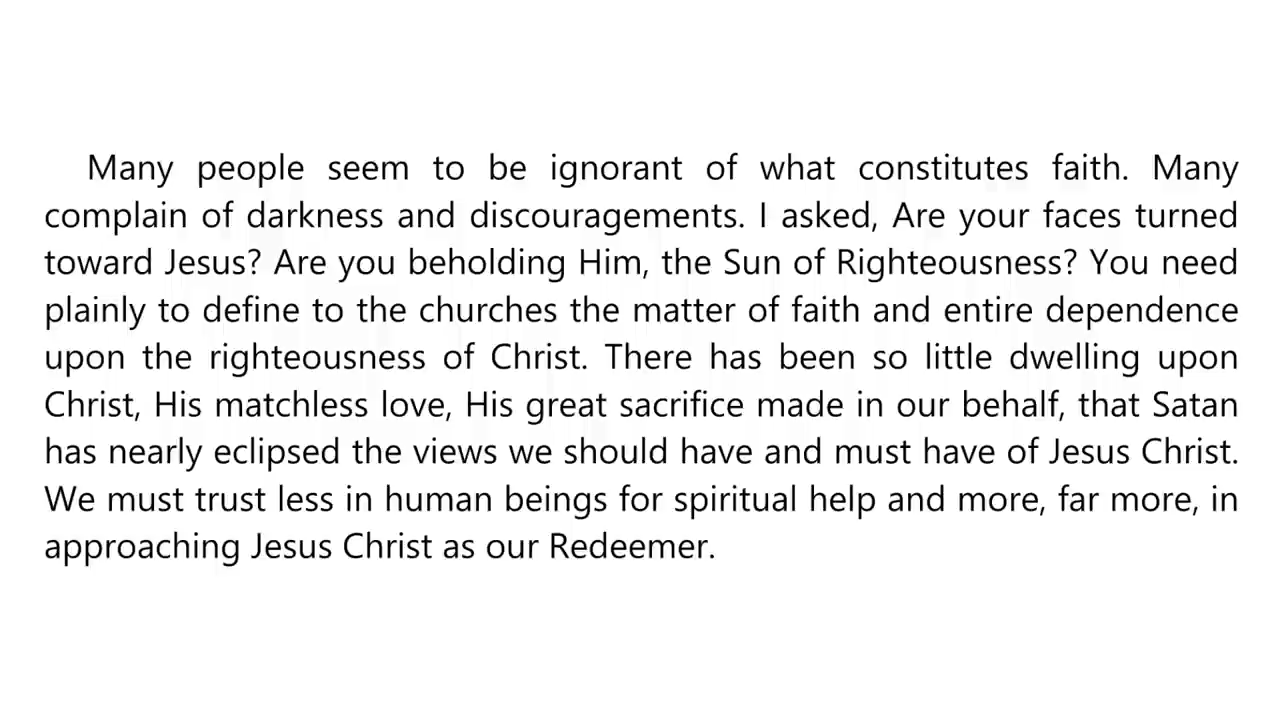 Many people seem to be ignorant of what constitutes faith. Many
complain of darkness and discouragements. I asked, Are your faces turned
toward Jesus? Are you beholding Him, the Sun of Righteousness? You need
plainly to define to the churches the matter of faith and entire dependence
upon the righteousness of Christ. There has been so little dwelling upon
Christ, His matchless love, His great sacrifice made in our behalf, that Satan
has nearly eclipsed the views we should have and must have of Jesus Christ.
We must trust less in human beings for spiritual help and more, far more, in
approaching Jesus Christ as our Redeemer.